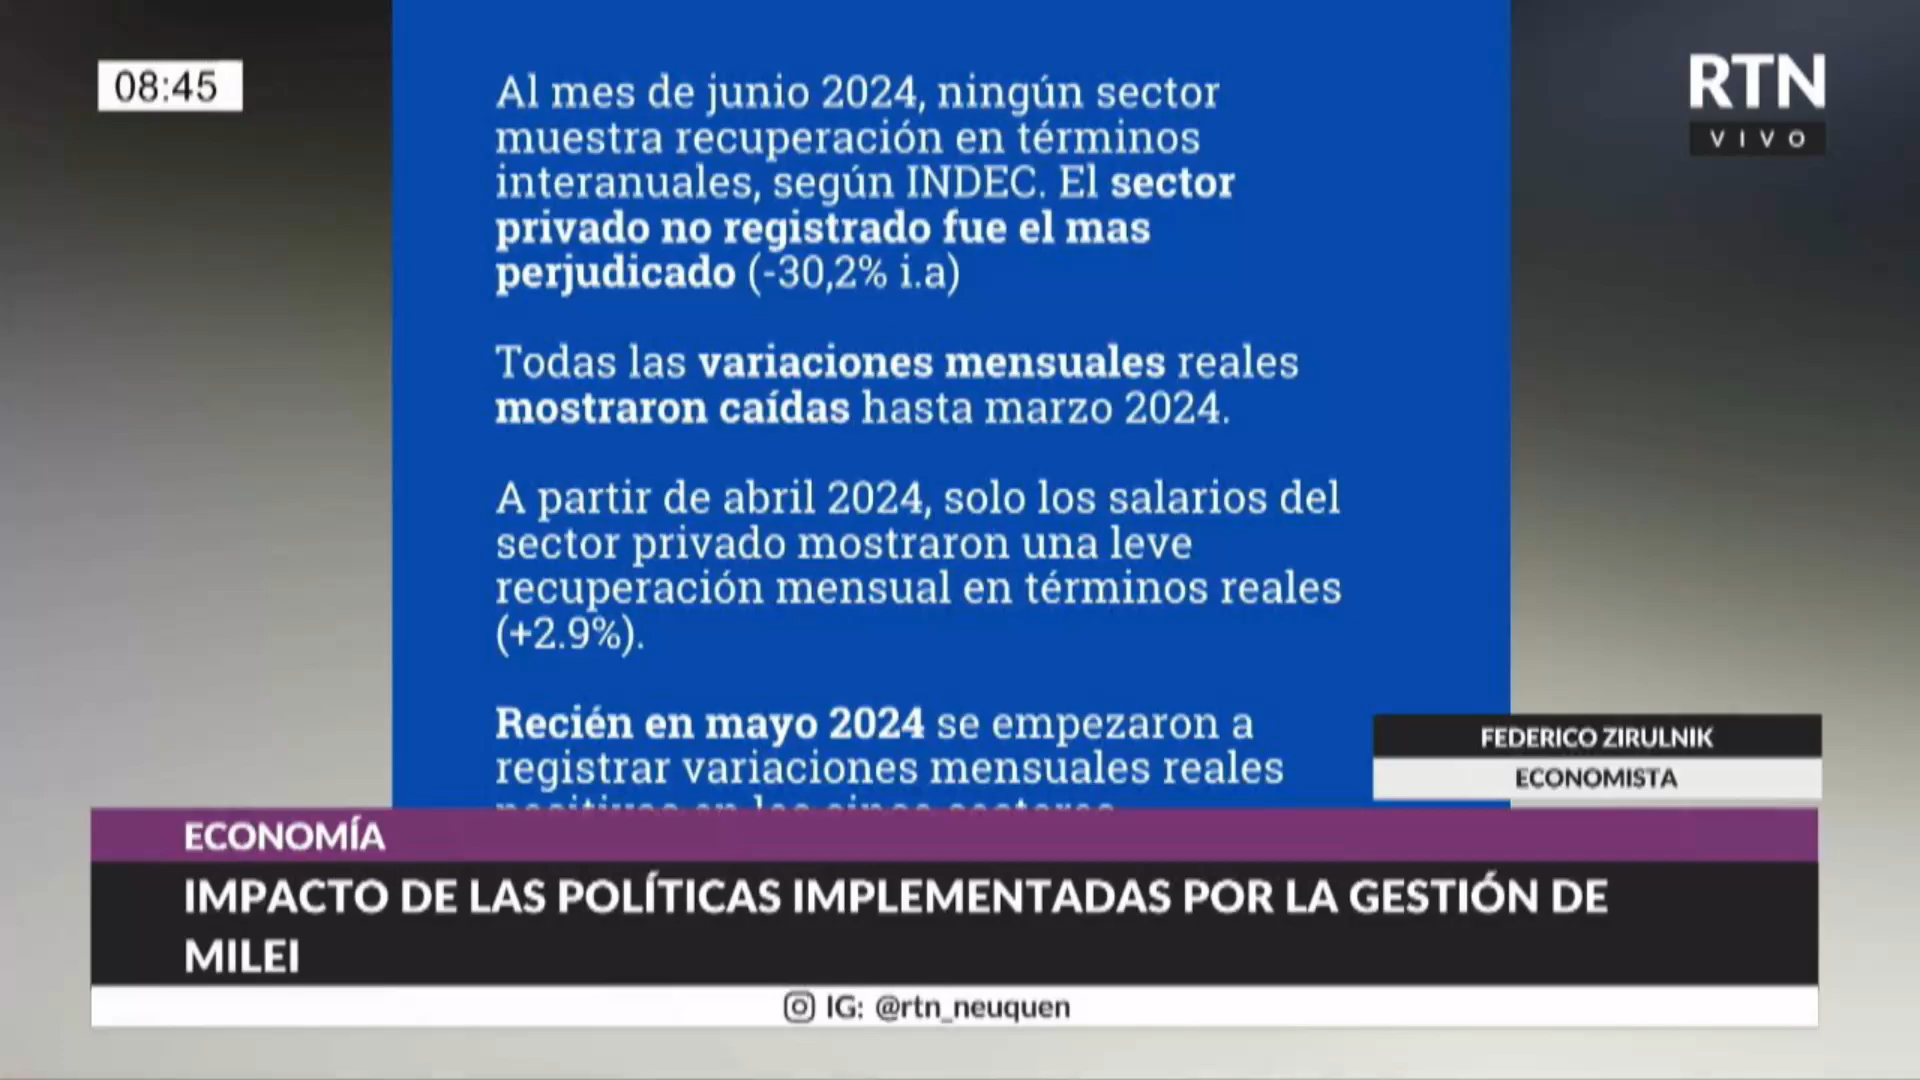 08:45
RTN
VIVO
Al mes de junio 2024, ningún sector
muestra recuperación en términos
interanuales, según INDEC. El sector
privado no registrado fue el mas
perjudicado (-30,2% i.a)
Todas las variaciones mensuales reales
mostraron caídas hasta marzo 2024.
A partir de abril 2024, solo los salarios del
sector privado mostraron una leve
recuperación mensual en términos reales
(+2.9%).
Recién en mayo 2024 se empezaron a
registrar variaciones mensuales reales
FEDERICO ZIRULNIK
ECONOMISTA
ECONOMÍA
IMPACTO DE LAS POLÍTICAS IMPLEMENTADAS POR LA GESTIÓN DE
MILEI
IG: @rtn_neuquen